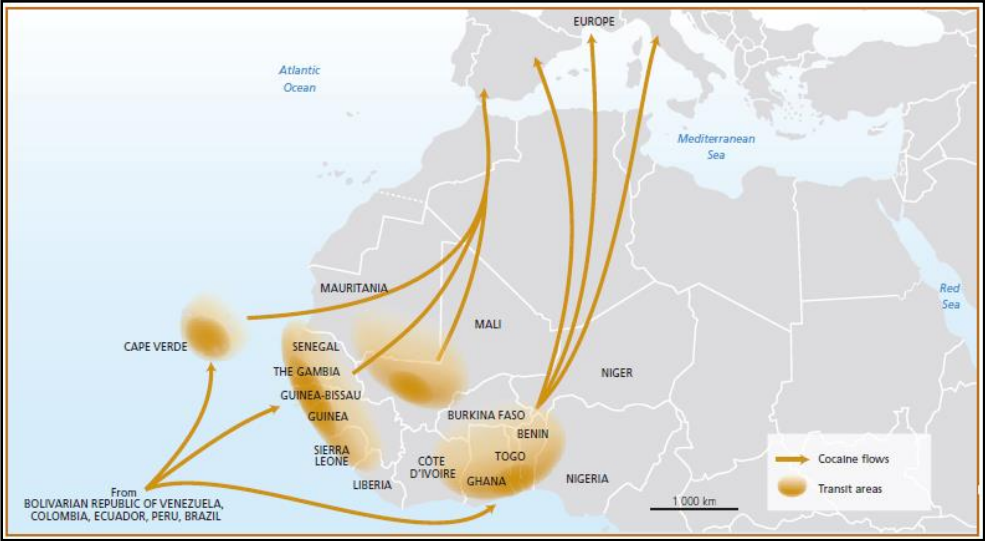 EUROPE
Atlantic
Ocean
Mediterranean
Sea
Red
Sea
MAURITANIA
MALI
CAPE VERDE
SENEGAL
THE GAMBIA
GUINEA-BISSAU
GUINEA
SIERRA
LEONE
LIBERIA
NIGER
BURKINA FASO
BENIN
TOGO
CÔTE
D'IVOIRE
GHANA
NIGERIA
From
BOLIVARIAN REPUBLIC OF VENEZUELA,
COLOMBIA, ECUADOR, PERU, BRAZIL
1 000 km
Cocaine flows
Transit areas